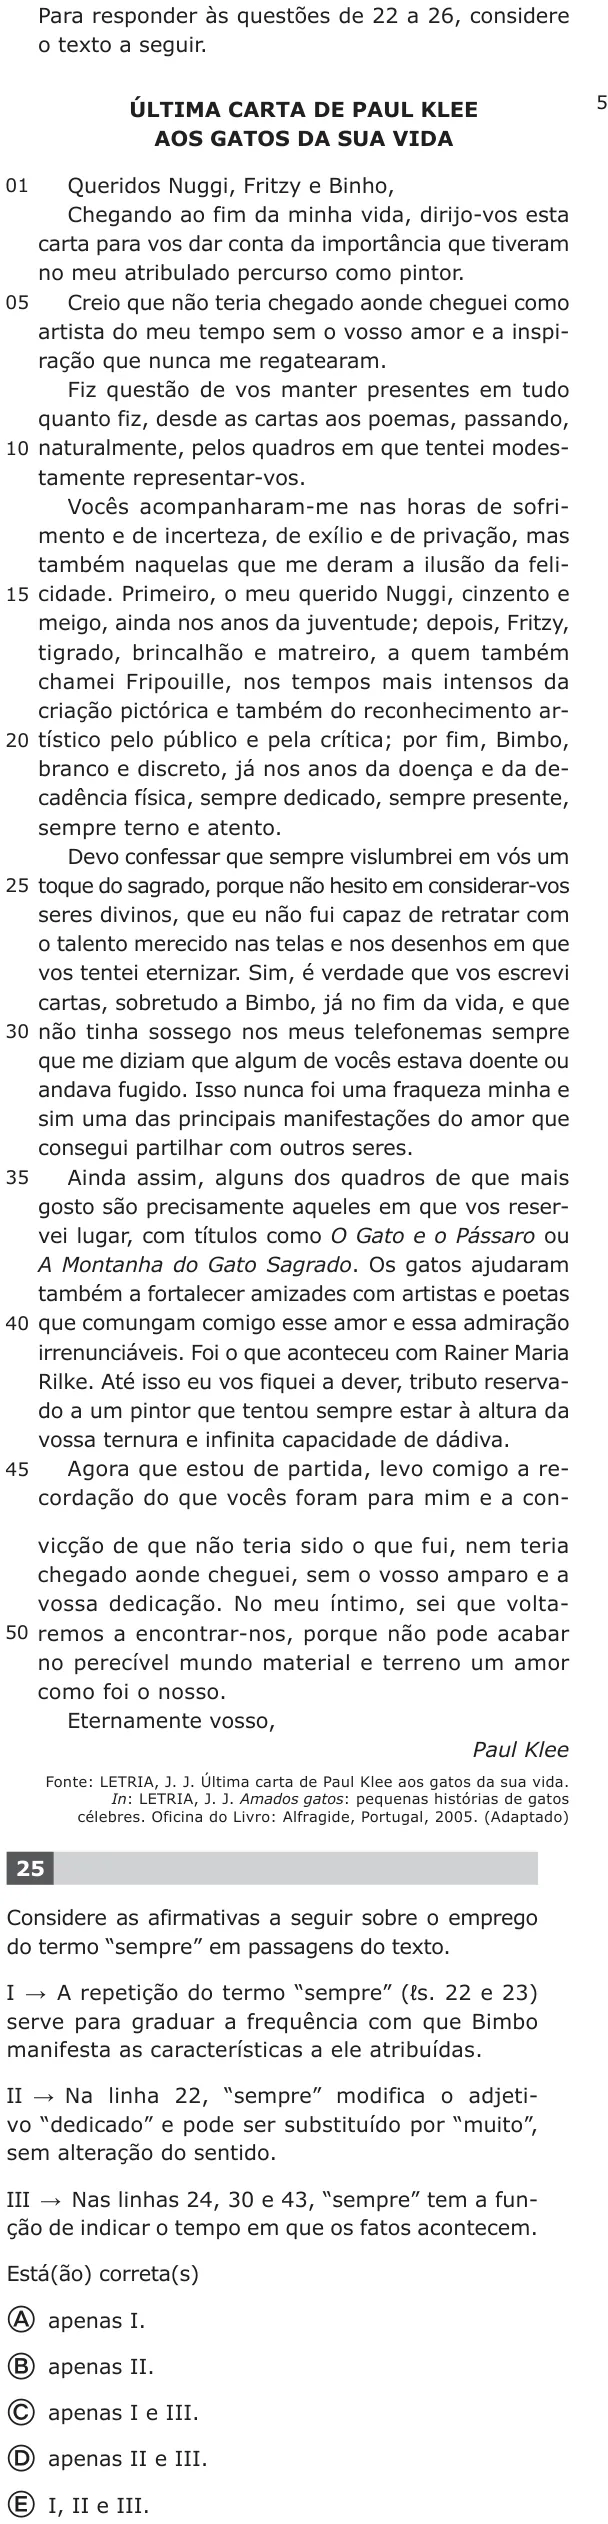 Para responder às questões de 22 a 26, considere
o texto a seguir.
5
ÚLTIMA CARTA DE PAUL KLEE
AOS GATOS DA SUA VIDA
01 Queridos Nuggi, Fritzy e Binho,
Chegando ao fim da minha vida, dirijo-vos esta
carta para vos dar conta da importância que tiveram
no meu atribulado percurso como pintor.
05 Creio que não teria chegado aonde cheguei como
artista do meu tempo sem o vosso amor e a inspi-
ração que nunca me regatearam.
Fiz questão de vos manter presentes em tudo
quanto fiz, desde as cartas aos poemas, passando,
10 naturalmente, pelos quadros em que tentei modes-
tamente representar-vos.
Vocês acompanharam-me nas horas de sofri-
mento e de incerteza, de exílio e de privação, mas
também naquelas que me deram a ilusão da feli-
15 cidade. Primeiro, o meu querido Nuggi, cinzento e
meigo, ainda nos anos da juventude; depois, Fritzy,
tigrado, brincalhão e matreiro, a quem também
chamei Fripouille, nos tempos mais intensos da
criação pictórica e também do reconhecimento ar-
20 tístico pelo público e pela crítica; por fim, Bimbo,
branco e discreto, já nos anos da doença e da de-
cadência física, sempre dedicado, sempre presente,
sempre terno e atento.
Devo confessar que sempre vislumbrei em vós um
25 toque do sagrado, porque não hesito em considerar-vos
seres divinos, que eu não fui capaz de retratar com
o talento merecido nas telas e nos desenhos em que
vos tentei eternizar. Sim, é verdade que vos escrevi
cartas, sobretudo a Bimbo, já no fim da vida, e que
30 não tinha sossego nos meus telefonemas sempre
que me diziam que algum de vocês estava doente ou
andava fugido. Isso nunca foi uma fraqueza minha e
sim uma das principais manifestações do amor que
consegui partilhar com outros seres.
35 Ainda assim, alguns dos quadros de que mais
gosto são precisamente aqueles em que vos reser-
vei lugar, com títulos como O Gato e o Pássaro ou
A Montanha do Gato Sagrado. Os gatos ajudaram
também a fortalecer amizades com artistas e poetas
40 que comungam comigo esse amor e essa admiração
irrenunciáveis. Foi o que aconteceu com Rainer Maria
Rilke. Até isso eu vos fiquei a dever, tributo reserva-
do a um pintor que tentou sempre estar à altura da
vossa ternura e infinita capacidade de dádiva.
45 Agora que estou de partida, levo comigo a re-
cordação do que vocês foram para mim e a con-
vicção de que não teria sido o que fui, nem teria
chegado aonde cheguei, sem o vosso amparo e a
vossa dedicação. No meu íntimo, sei que volta-
50 remos a encontrar-nos, porque não pode acabar
no perecível mundo material e terreno um amor
como foi o nosso.
Eternamente vosso,
Paul Klee
Fonte: LETRIA, J. J. Última carta de Paul Klee aos gatos da sua vida.
In: LETRIA, J. J. Amados gatos: pequenas histórias de gatos
célebres. Oficina do Livro: Alfragide, Portugal, 2005. (Adaptado)
25
Considere as afirmativas a seguir sobre o emprego
do termo “sempre” em passagens do texto.
I → A repetição do termo “sempre” (ℓs. 22 e 23)
serve para graduar a frequência com que Bimbo
manifesta as características a ele atribuídas.
II → Na linha 22, “sempre” modifica o adjeti-
vo “dedicado” e pode ser substituído por “muito”,
sem alteração do sentido.
III → Nas linhas 24, 30 e 43, “sempre” tem a fun-
ção de indicar o tempo em que os fatos acontecem.
Está(ão) correta(s)
A apenas I.
B apenas II.
C apenas I e III.
D apenas II e III.
E I, II e III.